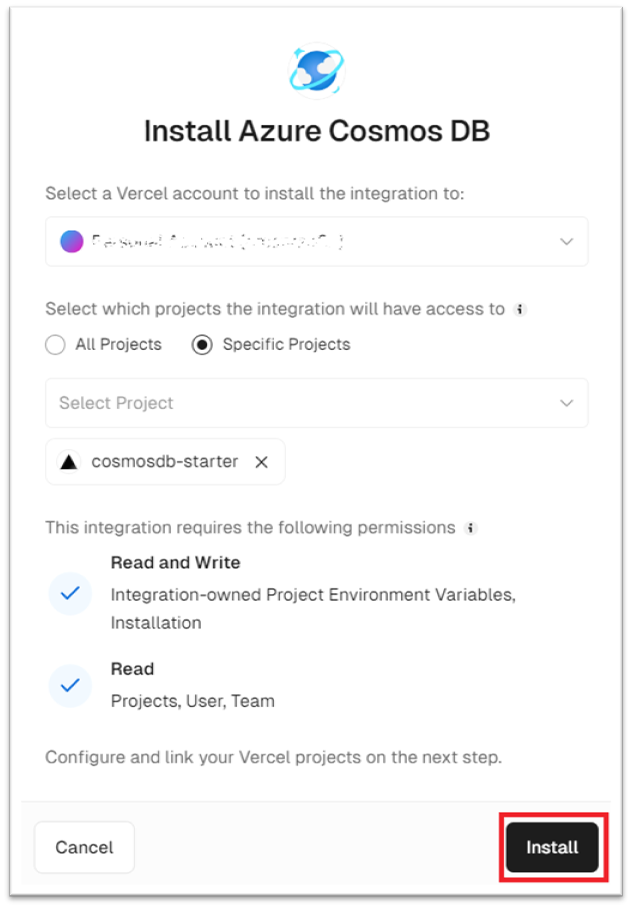 Install Azure Cosmos DB
Select a Vercel account to install the integration to:
Select which projects the integration will have access to
All Projects
Specific Projects
Select Project
cosmosdb-starter
This integration requires the following permissions
Read and Write
Integration-owned Project Environment Variables,
Installation
Read
Projects, User, Team
Configure and link your Vercel projects on the next step.
Cancel
Install